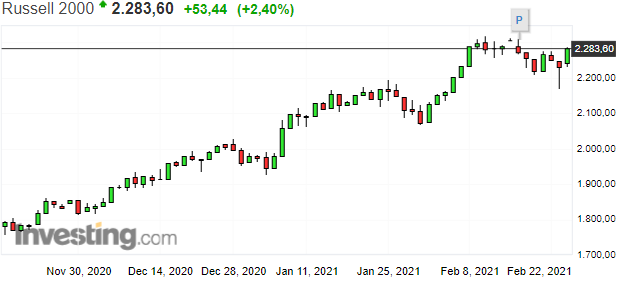 Russell 2000 2.283,60 +53,44 (+2,40%)
P
2.283,60
2.200,00
2.100,00
2.000,00
1.900,00
1.800,00
1.700,00
Investing.com
Nov 30, 2020 Dec 14, 2020 Dec 28, 2020 Jan 11, 2021 Jan 25, 2021 Feb 8, 2021 Feb 22, 2021